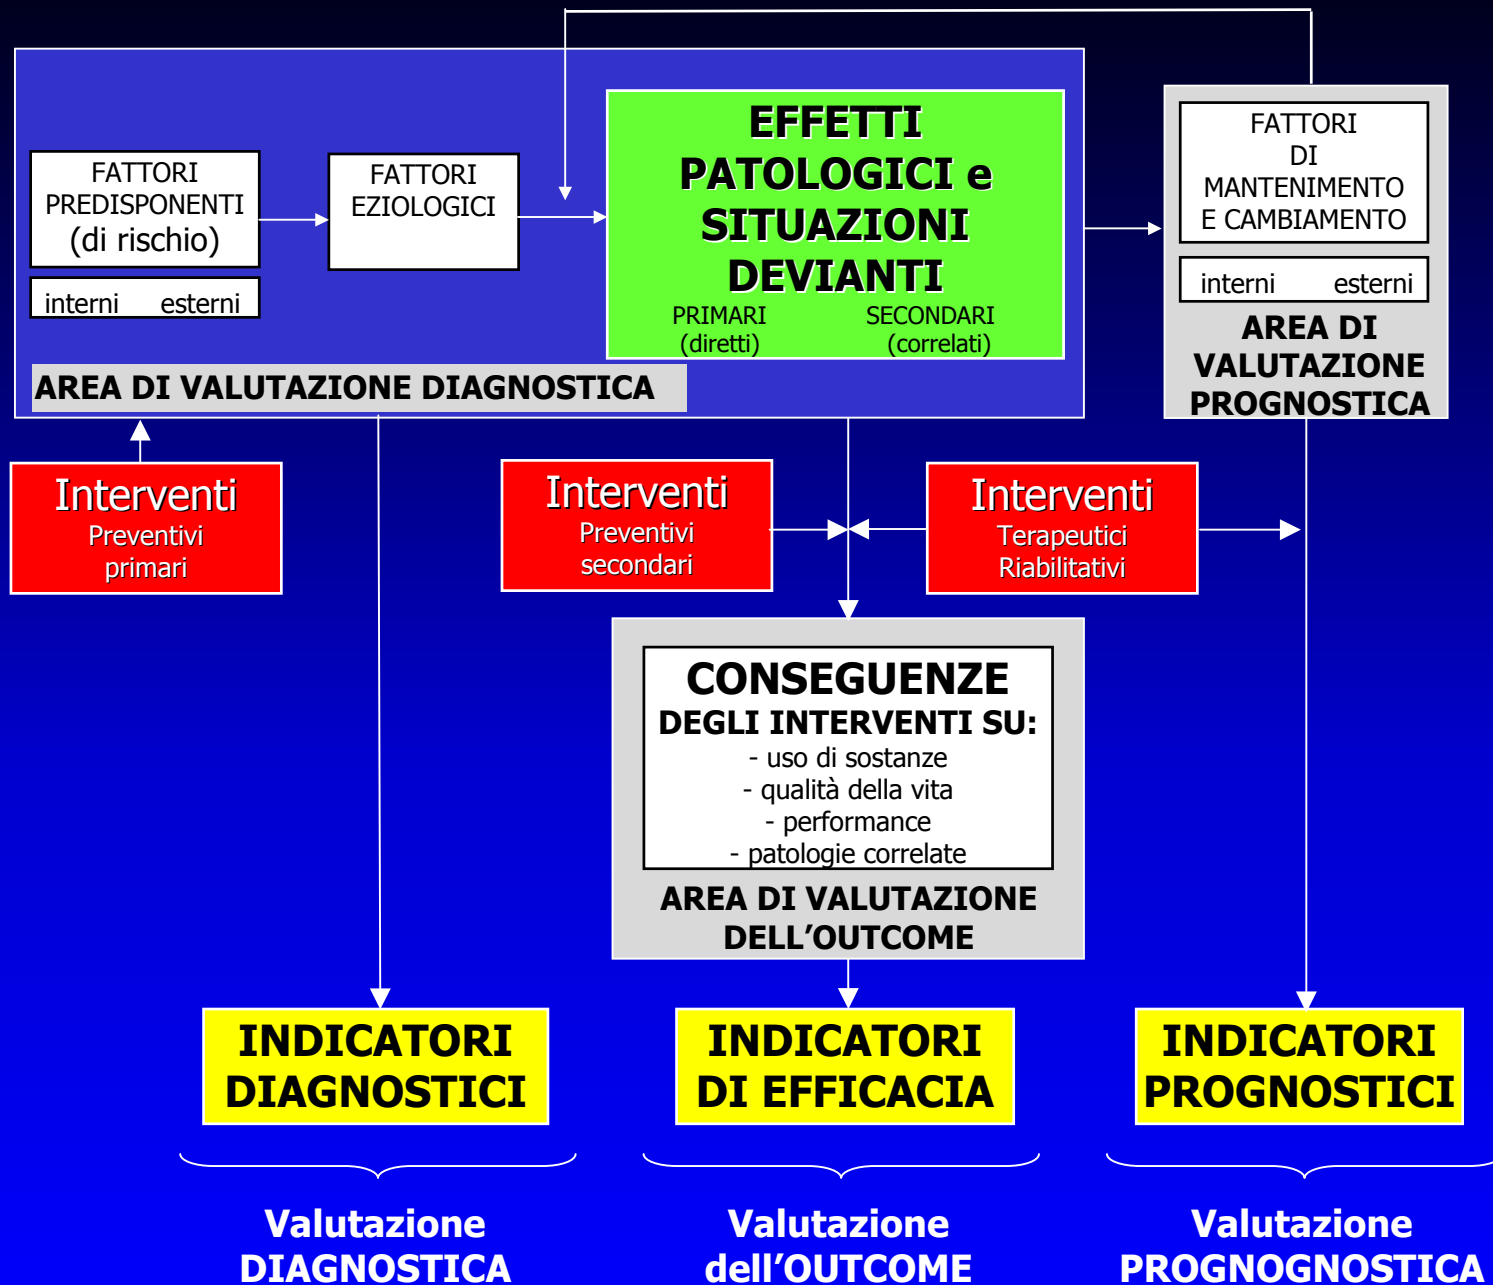 FATTORI
PREDISPONENTI
(di rischio)
interni esterni
FATTORI
EZIOLOGICI
EFFETTI
PATOLOGICI e
SITUAZIONI
DEVIANTI
PRIMARI SECONDARI
(diretti) (correlati)
AREA DI VALUTAZIONE DIAGNOSTICA
FATTORI
DI
MANTENIMENTO
E CAMBIAMENTO
interni esterni
AREA DI
VALUTAZIONE
PROGNOSTICA
Interventi
Preventivi
primari
Interventi
Preventivi
secondari
Interventi
Terapeutici
Riabilitativi
CONSEGUENZE
DEGLI INTERVENTI SU:
- uso di sostanze
- qualità della vita
- performance
- patologie correlate
AREA DI VALUTAZIONE
DELL’OUTCOME
INDICATORI
DIAGNOSTICI
INDICATORI
DI EFFICACIA
INDICATORI
PROGNOSTICI
Valutazione
DIAGNOSTICA
Valutazione
dell’OUTCOME
Valutazione
PROGNOGNOSTICA